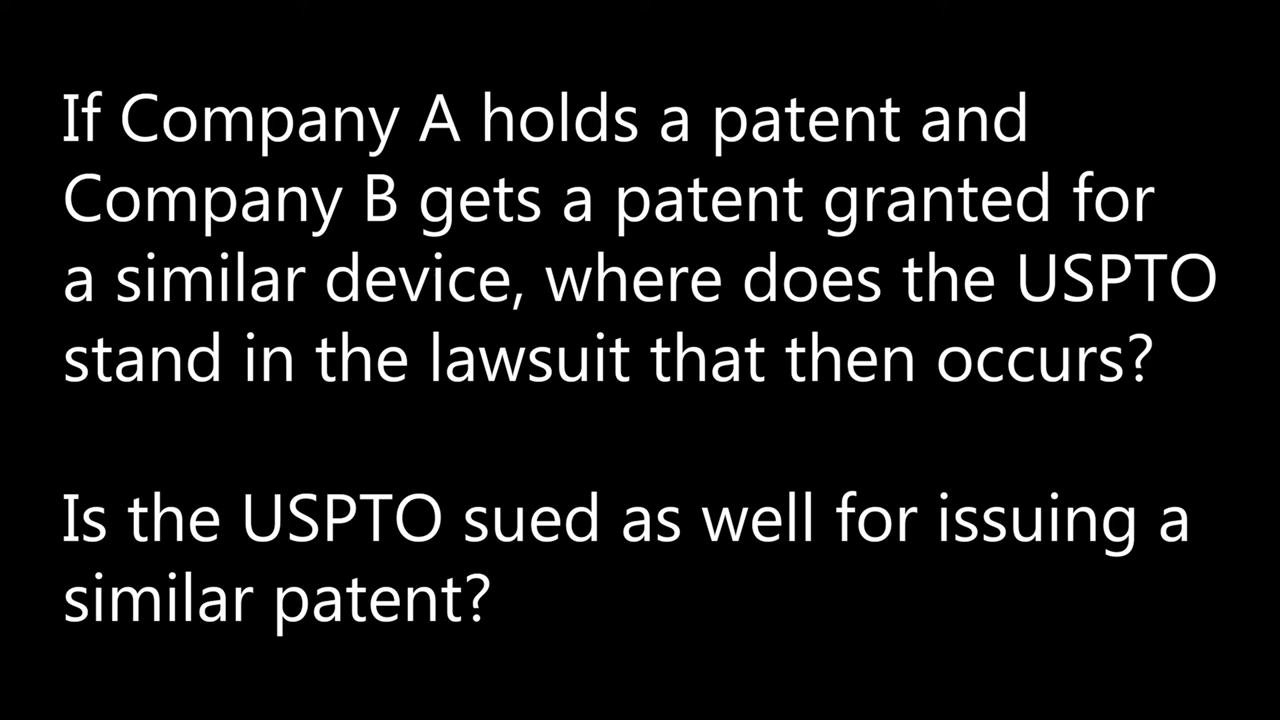 If Company A holds a patent and
Company B gets a patent granted for
a similar device, where does the USPTO
stand in the lawsuit that then occurs?
Is the USPTO sued as well for issuing a
similar patent?